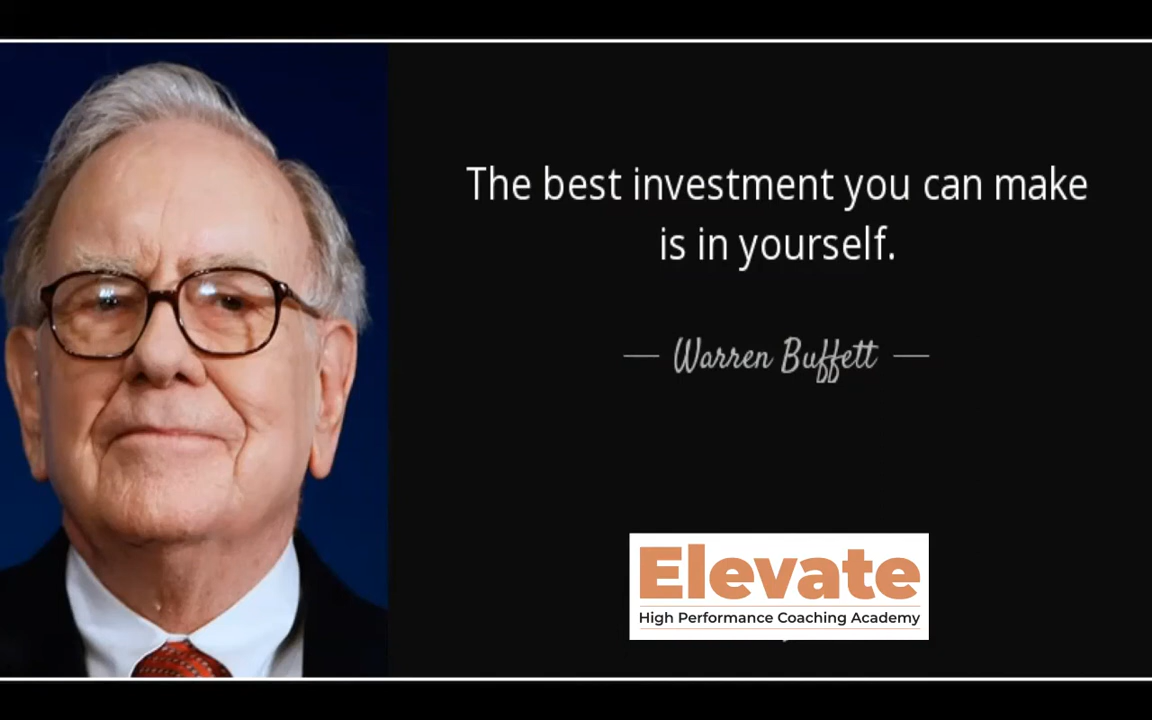 The best investment you can make
is in yourself.
Warren Buffett
Elevate
High Performance Coaching Academy